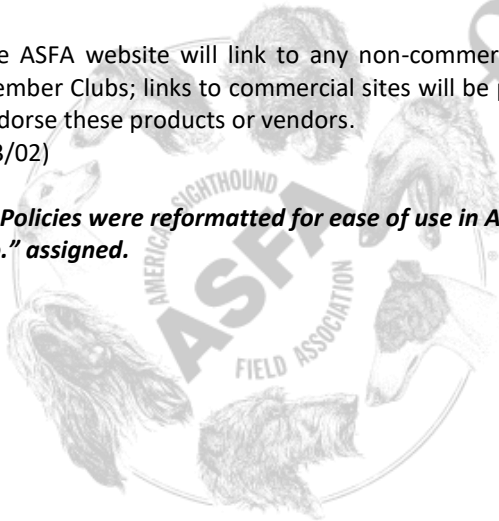 e ASFA website will link to any non-commer
ember Clubs; links to commercial sites will be p
dorse these products or vendors.
/02)
Policies were reformatted for ease of use in A
.” assigned.
AMERICAN SIGHTHOUND
ASFA
FIELD ASSOCIATION